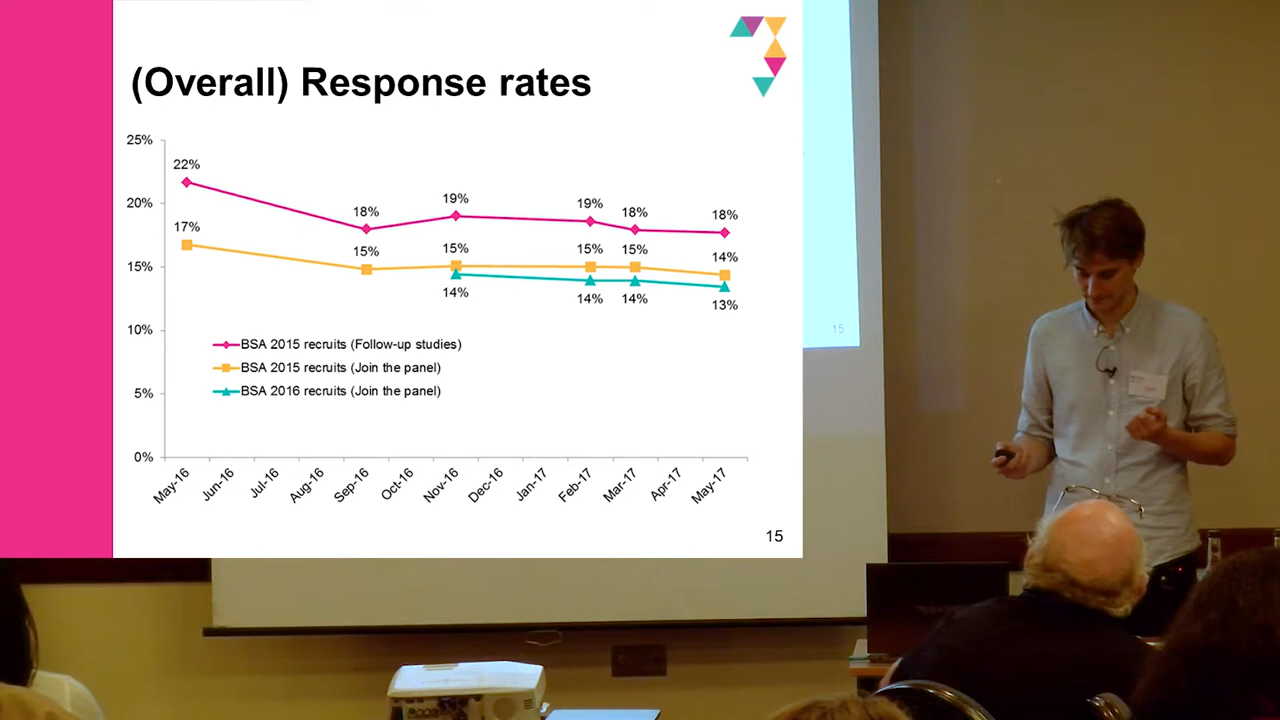 (Overall) Response rates
25%
20%
15%
10%
5%
0%
22%
18%
19%
19%
18%
18%
17%
15%
15%
15%
15%
14%
14%
14%
14%
13%
BSA 2015 recruits (Follow-up studies)
BSA 2015 recruits (Join the panel)
BSA 2016 recruits (Join the panel)
May-16
Jun-16
Jul-16
Aug-16
Sep-16
Oct-16
Nov-16
Dec-16
Jan-17
Feb-17
Mar-17
Apr-17
May-17
15
15